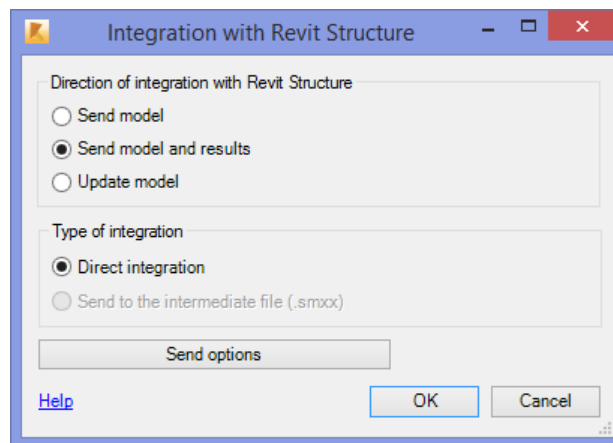 Integration with Revit Structure
Direction of integration with Revit Structure
Send model
Send model and results
Update model
Type of integration
Direct integration
Send to the intermediate file (.smxx)
Send options
Help
OK
Cancel